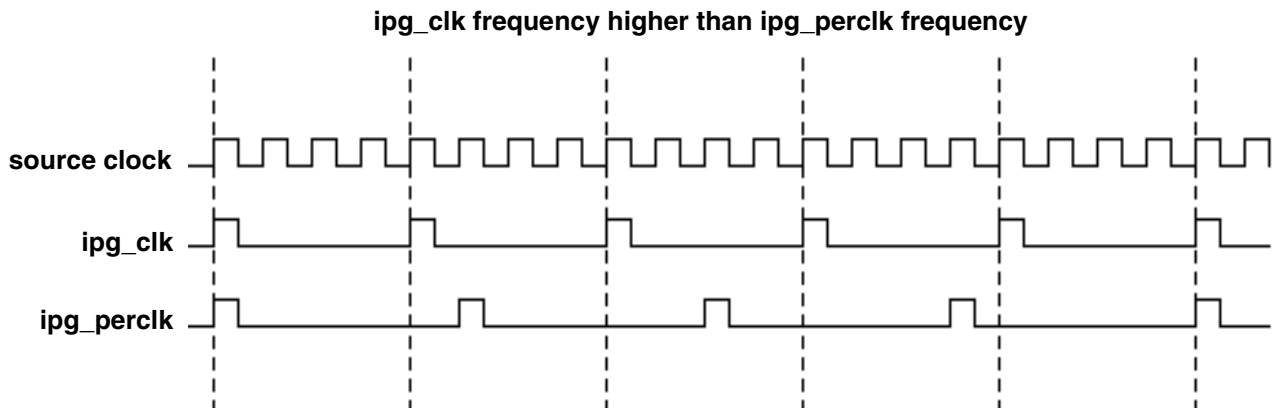 ipg_clk frequency higher than ipg_perclk frequency
source clock
ipg_clk
ipg_perclk